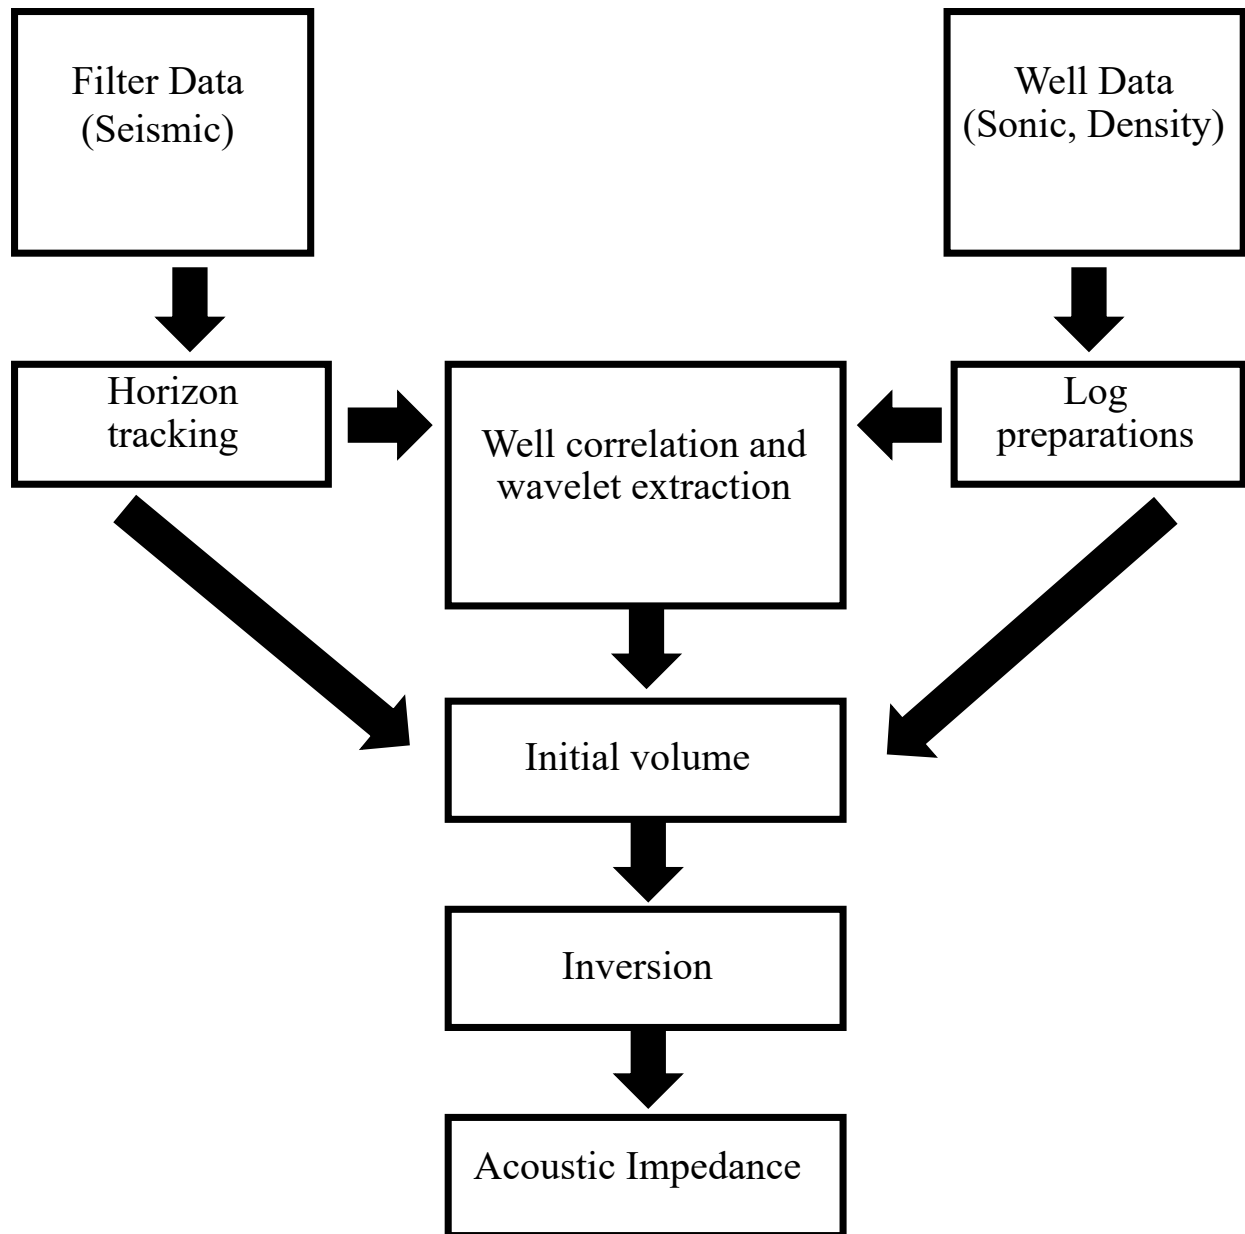 Filter Data
(Seismic)
Well Data
(Sonic, Density)
Horizon
tracking
Well correlation and
wavelet extraction
Log
preparations
Initial volume
Inversion
Acoustic Impedance